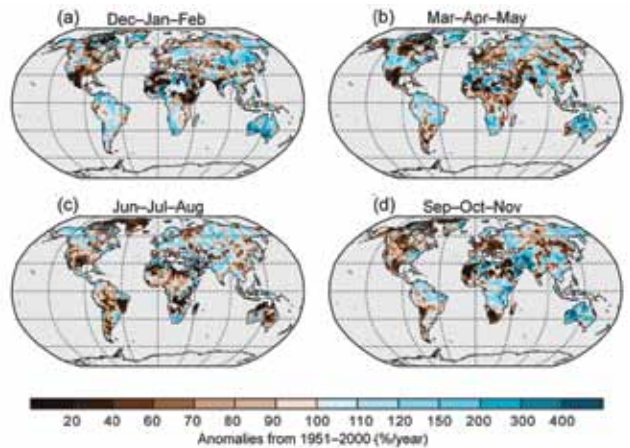 (a) Dec–Jan–Feb
(b) Mar–Apr–May
(c) Jun–Jul–Aug
(d) Sep–Oct–Nov
20 40 60 70 80 90 100 110 120 150 200 300 400
Anomalies from 1951–2000 (%/year)